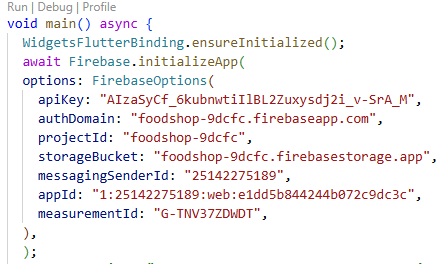 Run | Debug | Profile
void main() async {
WidgetsFlutterBinding.ensureInitialized();
await Firebase.initializeApp(
options: FirebaseOptions(
apiKey: "AIzaSyCf_6kubnwtiIlBL2Zuxysdj2i_v-SrA_M",
authDomain: "foodshop-9dcfc.firebaseapp.com",
projectId: "foodshop-9dcfc",
storageBucket: "foodshop-9dcfc.firebasestorage.app",
messagingSenderId: "25142275189",
appId: "1:25142275189:web:e1dd5b844244b072c9dc3c",
measurementId: "G-TNV37ZDWDT",
),
);